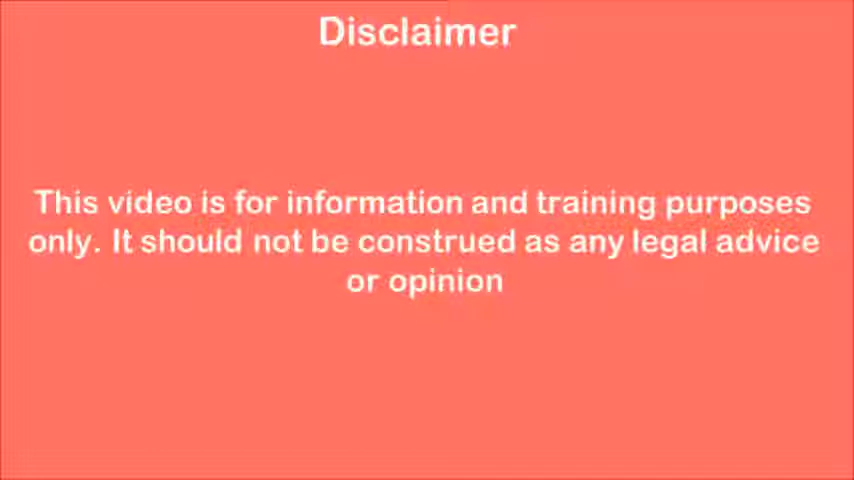 Disclaimer
This video is for information and training purposes
only. It should not be construed as any legal advice
or opinion